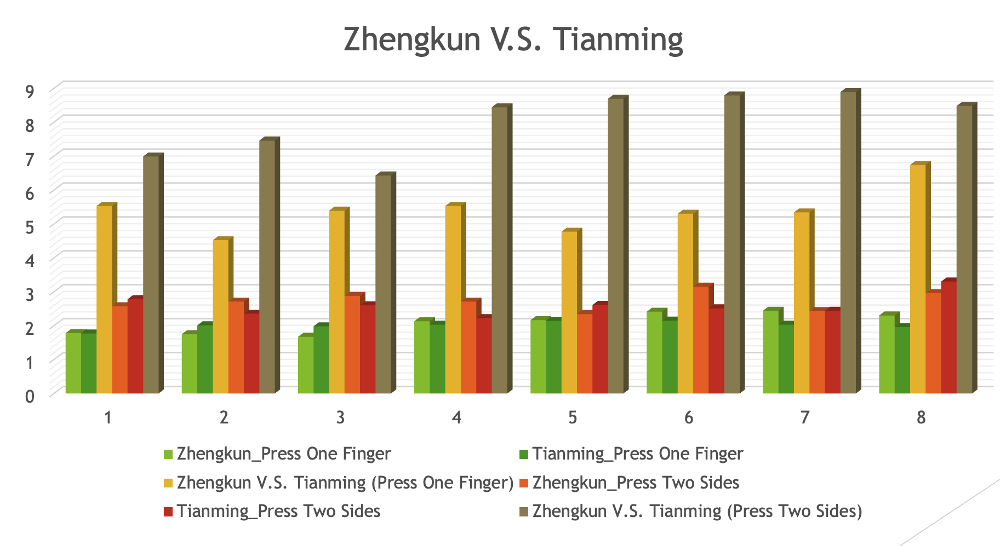 Zhengkun V.S. Tianming
9
8
7
6
5
4
3
2
1
0
1 2 3 4 5 6 7 8
Zhengkun_Press One Finger
Tianming_Press One Finger
Zhengkun V.S. Tianming (Press One Finger)
Zhengkun_Press Two Sides
Tianming_Press Two Sides
Zhengkun V.S. Tianming (Press Two Sides)